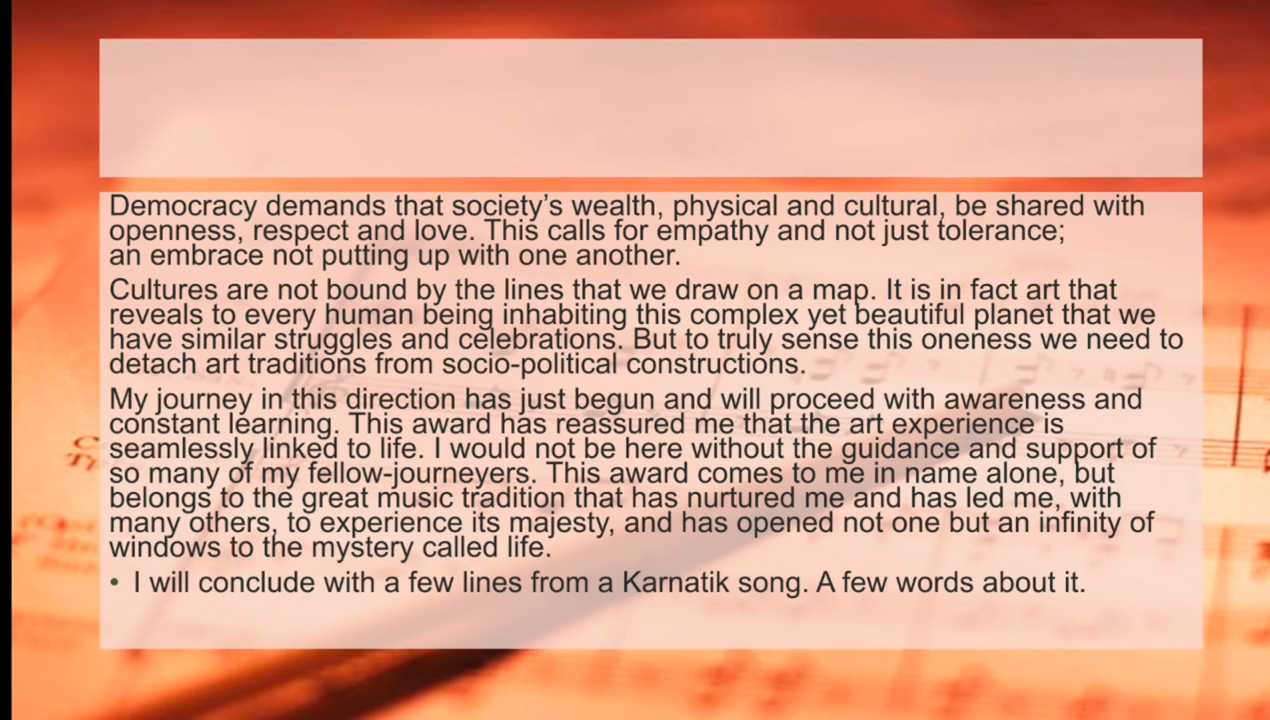 Democracy demands that society’s wealth, physical and cultural, be shared with
openness, respect and love. This calls for empathy and not just tolerance;
an embrace not putting up with one another.
Cultures are not bound by the lines that we draw on a map. It is in fact art that
reveals to every human being inhabiting this complex yet beautiful planet that we
have similar struggles and celebrations. But to truly sense this oneness we need to
detach art traditions from socio-political constructions.
My journey in this direction has just begun and will proceed with awareness and
constant learning. This award has reassured me that the art experience is
seamlessly linked to life. I would not be here without the guidance and support of
so many of my fellow-journeyers. This award comes to me in name alone, but
belongs to the great music tradition that has nurtured me and has led me, with
many others, to experience its majesty, and has opened not one but an infinity of
windows to the mystery called life.
• I will conclude with a few lines from a Karnatik song. A few words about it.